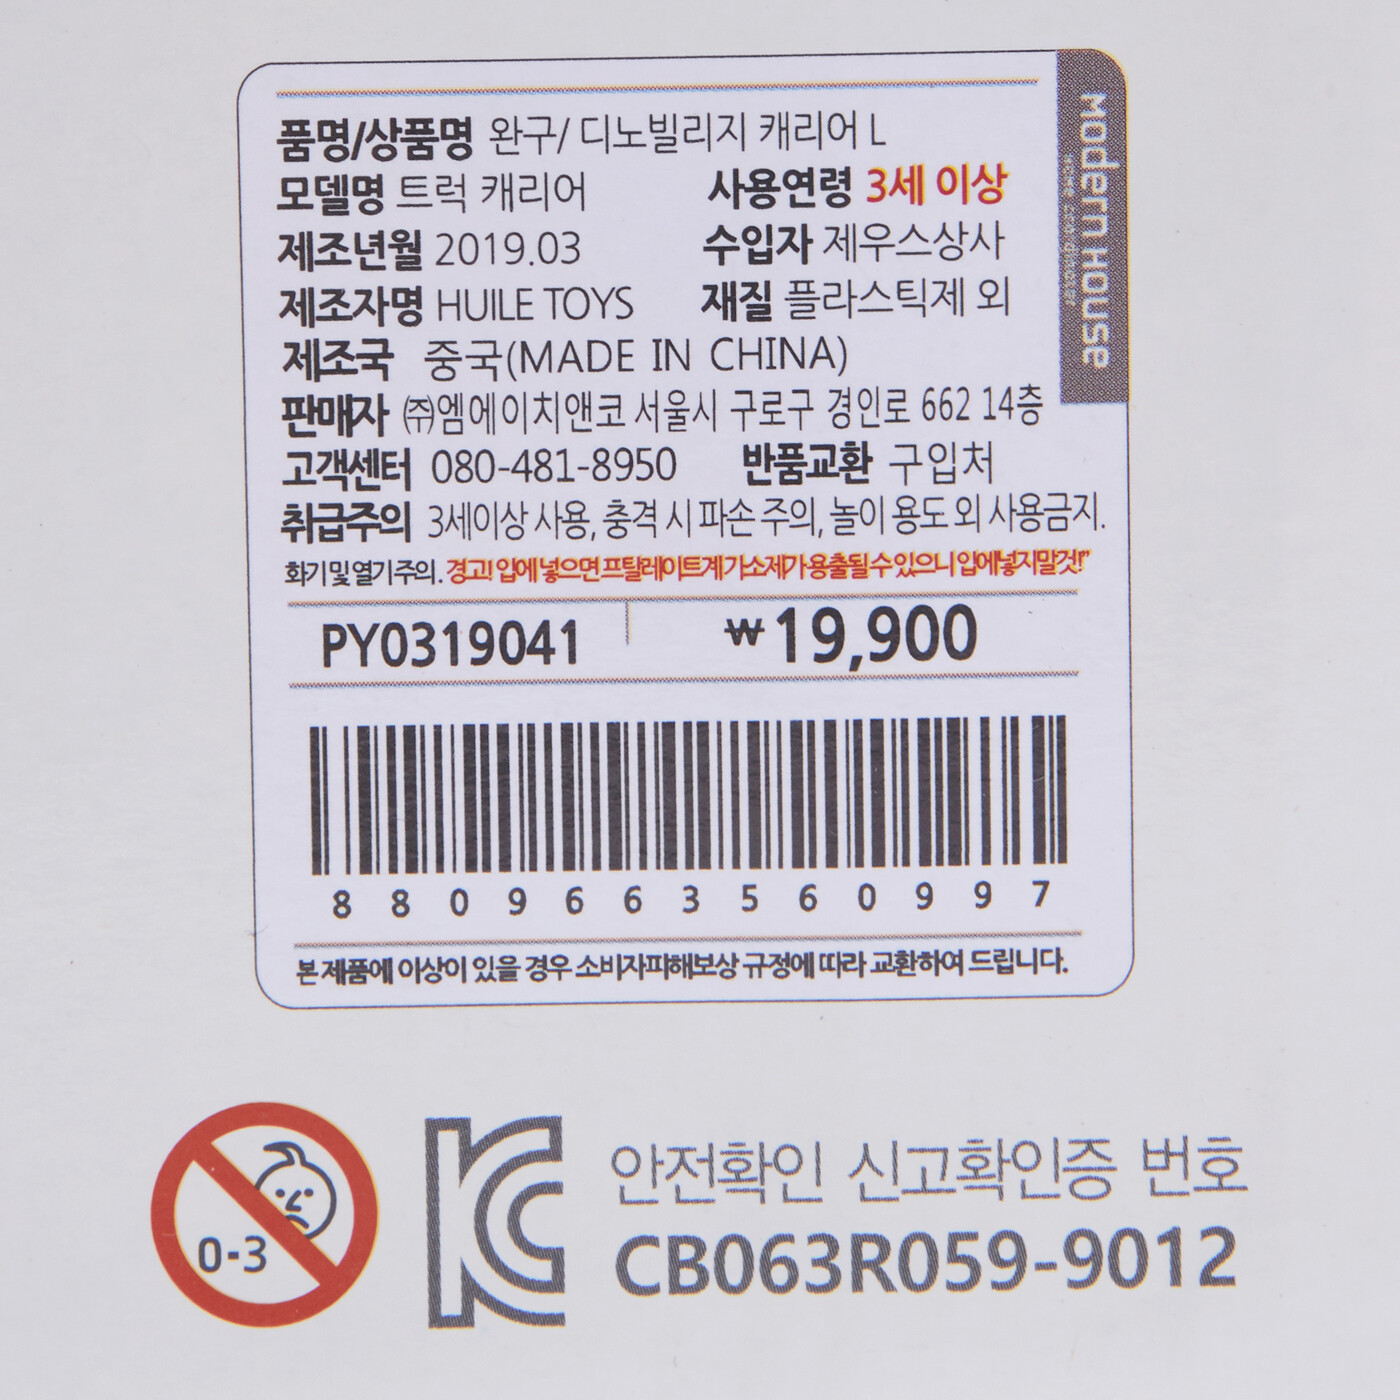 품명/상품명 완구/ 디노빌리지 캐리어 L
모델명 트럭 캐리어 사용연령 3세 이상
제조년월 2019.03 수입자 제우스상사
제조자명 HUILE TOYS 재질 플라스틱제 외
제조국 중국(MADE IN CHINA)
판매자 ㈜엠에이치앤코 서울시 구로구 경인로 662 14층
고객센터 080-481-8950 반품교환 구입처
취급주의 3세이상 사용, 충격 시 파손 주의, 놀이 용도 외 사용금지.
화기 및 열기 주의. 경고! 입에 넣으면 프탈레이트계 가소제가 용출될 수 있으니 입에 넣지 말것!"
modern house
PY0319041 ₩19,900
8809663560997
본 제품에 이상이 있을 경우 소비자피해보상 규정에 따라 교환하여 드립니다.
0-3
안전확인 신고확인증 번호
CB063R059-9012